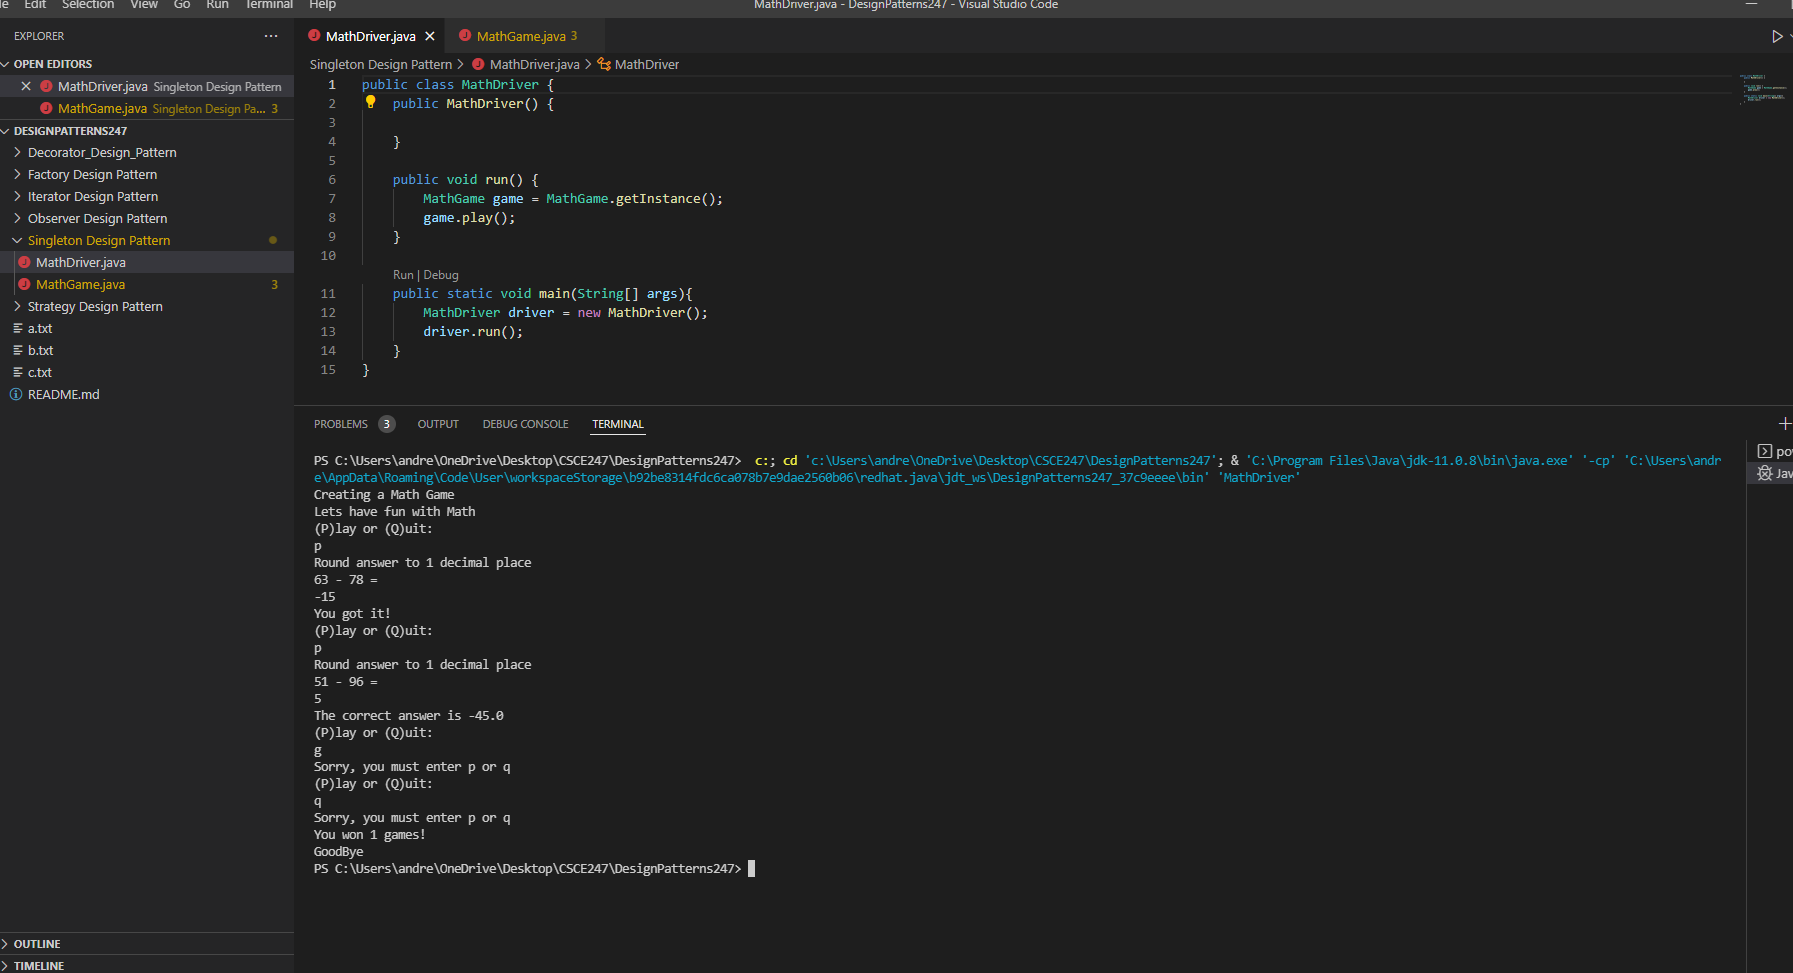 Edit Selection View Go Run Terminal Help
MathDriver.java - DesignPatterns247 - Visual Studio Code
EXPLORER
OPEN EDITORS
MathDriver.java Singleton Design Pattern
MathGame.java Singleton Design Pa... 3
DESIGNPATTERNS247
Decorator_Design_Pattern
Factory Design Pattern
Iterator Design Pattern
Observer Design Pattern
Singleton Design Pattern
MathDriver.java
MathGame.java 3
Strategy Design Pattern
a.txt
b.txt
c.txt
README.md
OUTLINE
TIMELINE
MathDriver.java
MathGame.java 3
Singleton Design Pattern > MathDriver.java > MathDriver
1 public class MathDriver {
2 public MathDriver() {
3
4 }
5
6 public void run() {
7 MathGame game = MathGame.getInstance();
8 game.play();
9 }
10
Run | Debug
11 public static void main(String[] args){
12 MathDriver driver = new MathDriver();
13 driver.run();
14 }
15 }
PROBLEMS 3 OUTPUT DEBUG CONSOLE TERMINAL
PS C:\Users\andre\OneDrive\Desktop\CSCE247\DesignPatterns247> c:; cd 'c:\Users\andre\OneDrive\Desktop\CSCE247\DesignPatterns247'; & 'C:\Program Files\Java\jdk-11.0.8\bin\java.exe' '-cp' 'C:\Users\andr
e\AppData\Roaming\Code\User\workspaceStorage\b92be8314fdc6ca078b7e9dae2560b06\redhat.java\jdt_ws\DesignPatterns247_37c9eeee\bin' 'MathDriver'
Creating a Math Game
Lets have fun with Math
(P)lay or (Q)uit:
p
Round answer to 1 decimal place
63 - 78 =
-15
You got it!
(P)lay or (Q)uit:
p
Round answer to 1 decimal place
51 - 96 =
5
The correct answer is -45.0
(P)lay or (Q)uit:
g
Sorry, you must enter p or q
(P)lay or (Q)uit:
q
Sorry, you must enter p or q
You won 1 games!
GoodBye
PS C:\Users\andre\OneDrive\Desktop\CSCE247\DesignPatterns247>
po
Jav